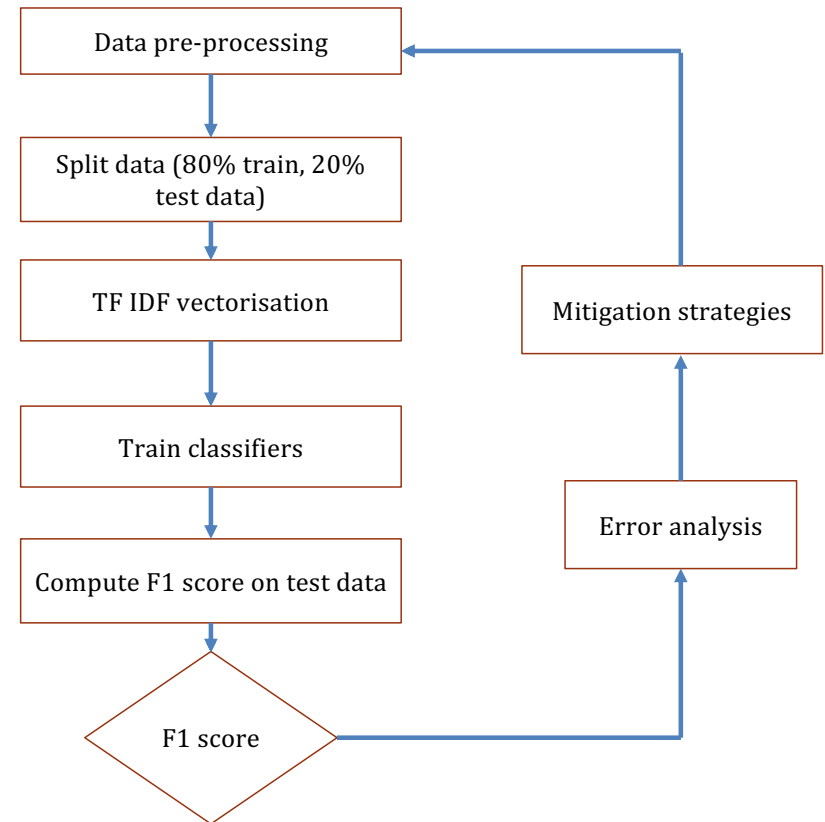 Data pre-processing
Split data (80% train, 20%
test data)
TF IDF vectorisation
Train classifiers
Compute F1 score on test data
F1 score
Mitigation strategies
Error analysis